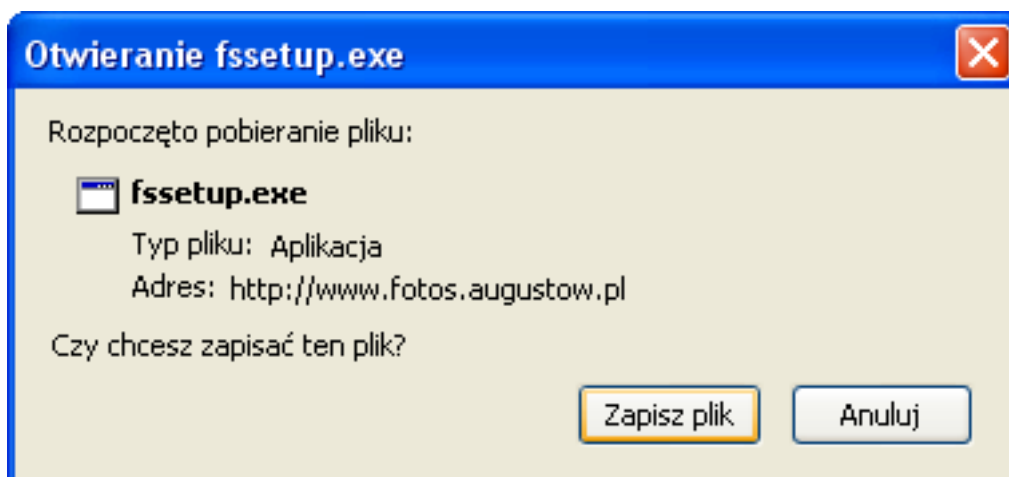 Otwieranie fssetup.exe
Rozpoczęto pobieranie pliku:
fssetup.exe
Typ pliku: Aplikacja
Adres: http://www.fotos.augustow.pl
Czy chcesz zapisać ten plik?
Zapisz plik Anuluj